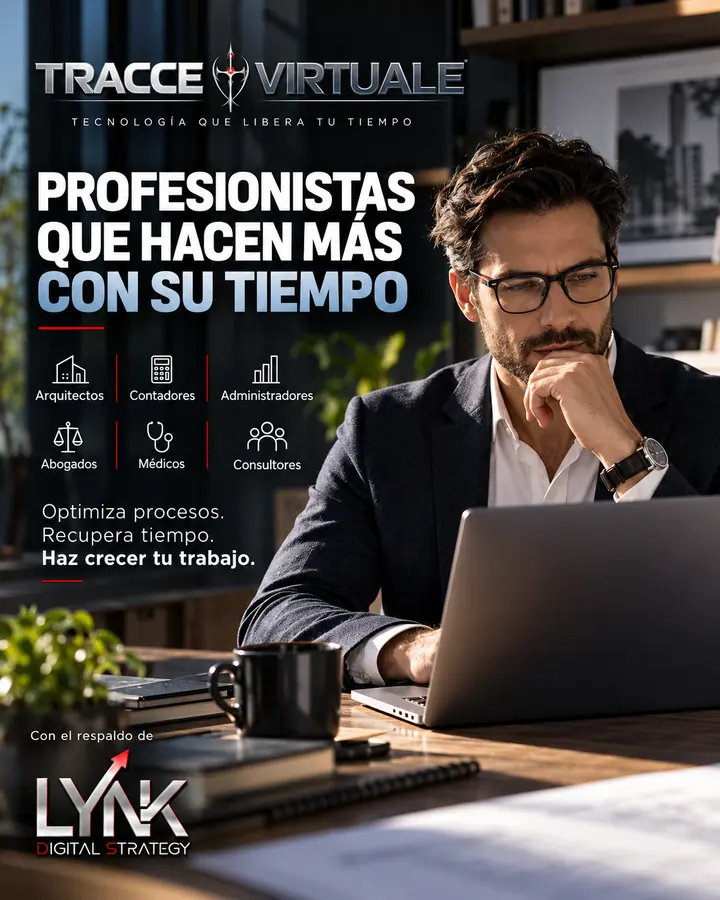 TRACCE VIRTUALE
TECNOLOGÍA QUE LIBERA TU TIEMPO
PROFESIONISTAS
QUE HACEN MÁS
CON SU TIEMPO
Arquitectos
Contadores
Administradores
Abogados
Médicos
Consultores
Optimiza procesos.
Recupera tiempo.
Haz crecer tu trabajo.
Con el respaldo de
LYNK
DIGITAL STRATEGY